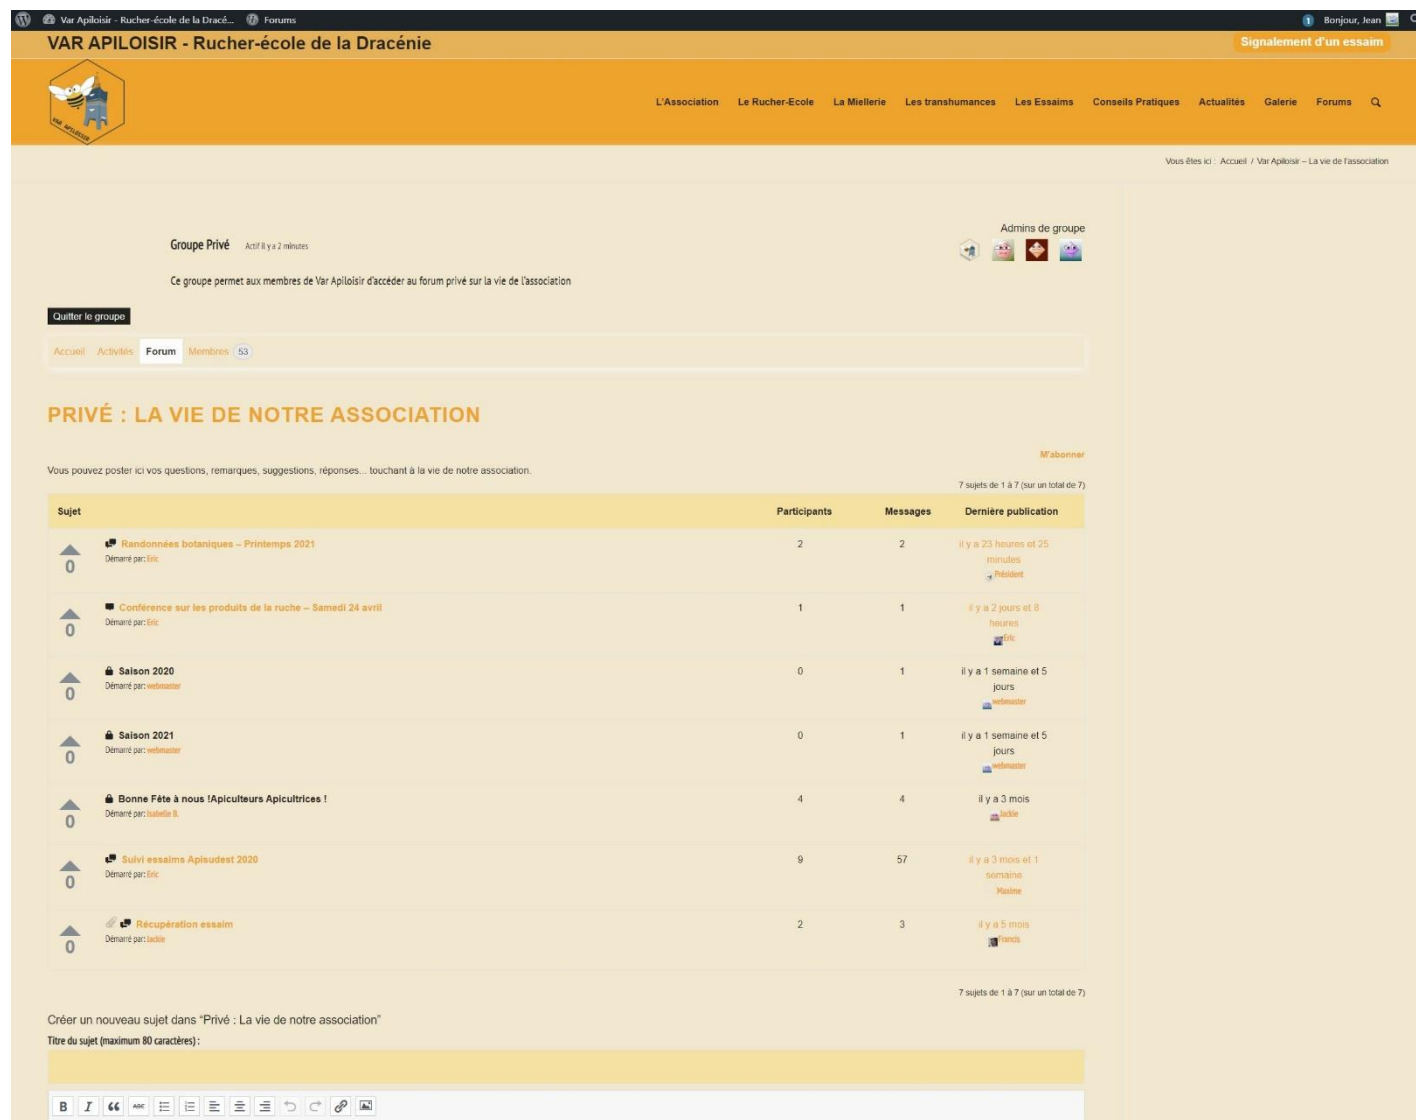 Var Apiloisir - Rucher-école de la Dracé... Forums 1 Bonjour, Jean
VAR APILOISIR - Rucher-école de la Dracénie Signalement d'un essaim
VAR APILOISIR
L'Association Le Rucher-Ecole La Miellerie Les transhumances Les Essaims Conseils Pratiques Actualités Galerie Forums
Vous êtes ici : Accueil / Var Apiloisir – La vie de l'association
Admins de groupe
Groupe Privé Actif il y a 2 minutes
Ce groupe permet aux membres de Var Apiloisir d'accéder au forum privé sur la vie de l'association
Quitter le groupe
Accueil Activités Forum Membres 53
PRIVÉ : LA VIE DE NOTRE ASSOCIATION
M'abonner
Vous pouvez poster ici vos questions, remarques, suggestions, réponses... touchant à la vie de notre association.
7 sujets de 1 à 7 (sur un total de 7)
Sujet Participants Messages Dernière publication
Randonnées botaniques – Printemps 2021 2 2 il y a 23 heures et 25
Démarré par: Eric minutes
0 Président
Conférence sur les produits de la ruche – Samedi 24 avril 1 1 il y a 2 jours et 8
Démarré par: Eric heures
0 Eric
Saison 2020 0 1 il y a 1 semaine et 5
Démarré par: webmaster jours
0 webmaster
Saison 2021 0 1 il y a 1 semaine et 5
Démarré par: webmaster jours
0 webmaster
Bonne Fête à nous !Apiculteurs Apicultrices ! 4 4 il y a 3 mois
Démarré par: Isabelle B. Jackie
0
Suivi essaims Apisudest 2020 9 57 il y a 3 mois et 1
Démarré par: Eric semaine
0 Maxime
Récupération essaim 2 3 il y a 5 mois
Démarré par: Jackie Francis
0
7 sujets de 1 à 7 (sur un total de 7)
Créer un nouveau sujet dans “Privé : La vie de notre association”
Titre du sujet (maximum 80 caractères) :
B I “ ABC